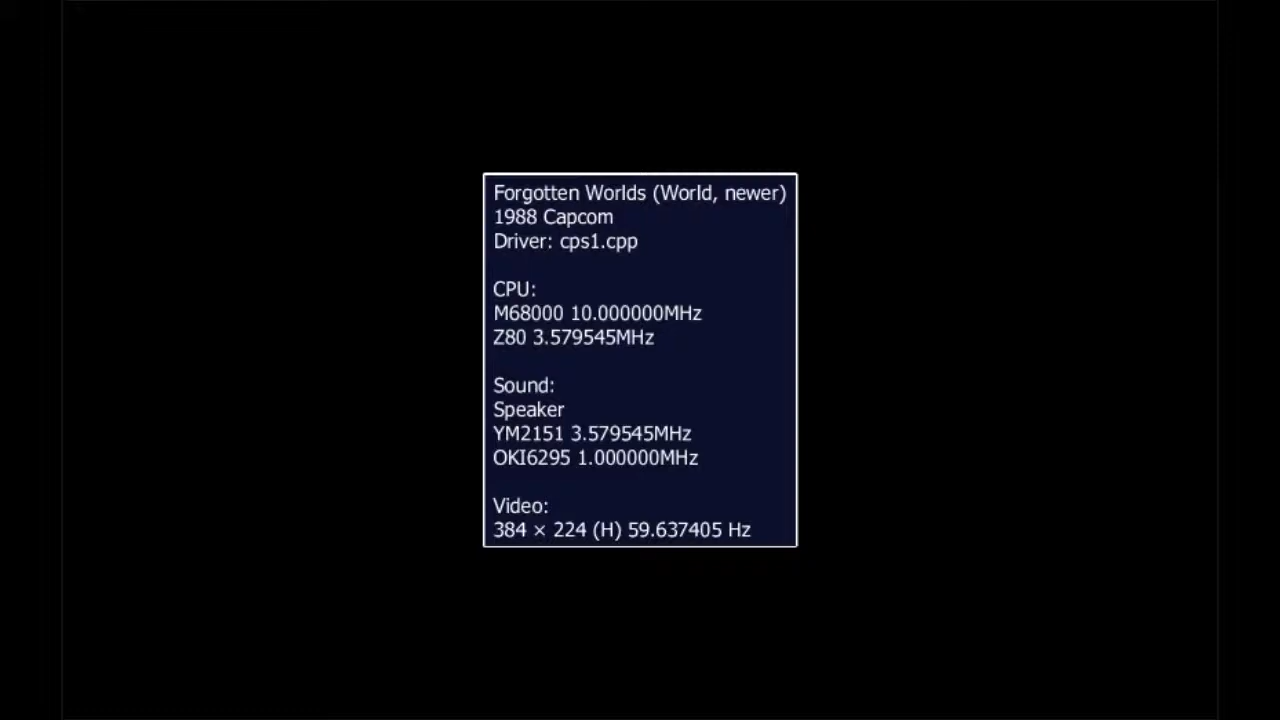 Forgotten Worlds (World, newer)
1988 Capcom
Driver: cps1.cpp
CPU:
M68000 10.000000MHz
Z80 3.579545MHz
Sound:
Speaker
YM2151 3.579545MHz
OKI6295 1.000000MHz
Video:
384 × 224 (H) 59.637405 Hz